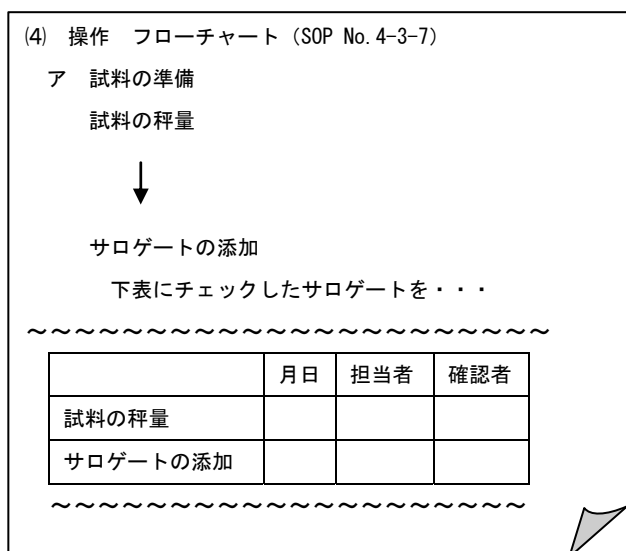 ⑷ 操作 フローチャート（SOP No.4-3-7）
ア 試料の準備
試料の秤量
↓
サロゲートの添加
下表にチェックしたサロゲートを・・・
～～～～～～～～～～～～～～～～～～～～～～
月日 担当者 確認者
試料の秤量
サロゲートの添加
～～～～～～～～～～～～～～～～～～～～